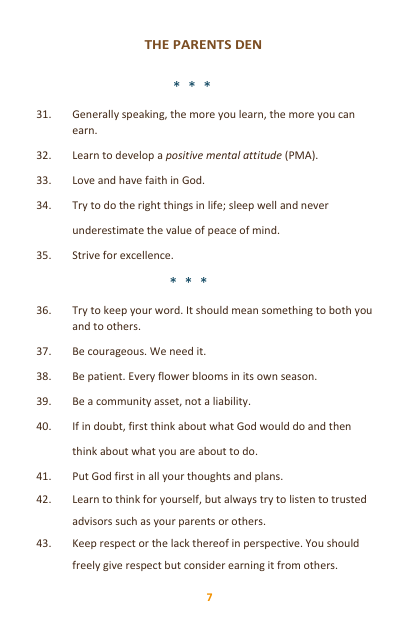 THE PARENTS DEN
* * *
31. Generally speaking, the more you learn, the more you can
earn.
32. Learn to develop a positive mental attitude (PMA).
33. Love and have faith in God.
34. Try to do the right things in life; sleep well and never
underestimate the value of peace of mind.
35. Strive for excellence.
* * *
36. Try to keep your word. It should mean something to both you
and to others.
37. Be courageous. We need it.
38. Be patient. Every flower blooms in its own season.
39. Be a community asset, not a liability.
40. If in doubt, first think about what God would do and then
think about what you are about to do.
41. Put God first in all your thoughts and plans.
42. Learn to think for yourself, but always try to listen to trusted
advisors such as your parents or others.
43. Keep respect or the lack thereof in perspective. You should
freely give respect but consider earning it from others.
7